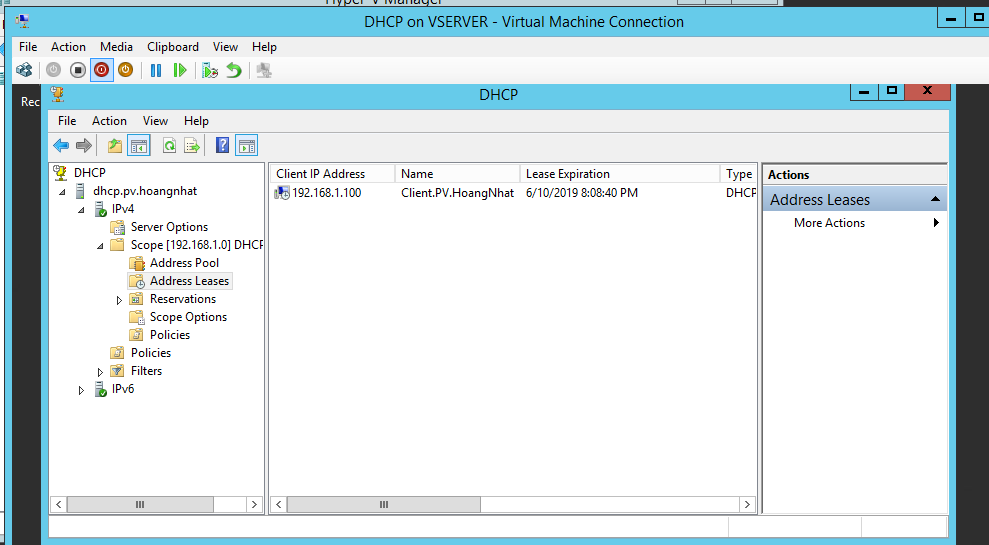 Hyper-V Manager
DHCP on VSERVER - Virtual Machine Connection
File Action Media Clipboard View Help
Rec
DHCP
File Action View Help
DHCP
dhcp.pv.hoangnhat
IPv4
Server Options
Scope [192.168.1.0] DHCP
Address Pool
Address Leases
Reservations
Scope Options
Policies
Policies
Filters
IPv6
Client IP Address Name Lease Expiration Type
192.168.1.100 Client.PV.HoangNhat 6/10/2019 8:08:40 PM DHCP
Actions
Address Leases
More Actions